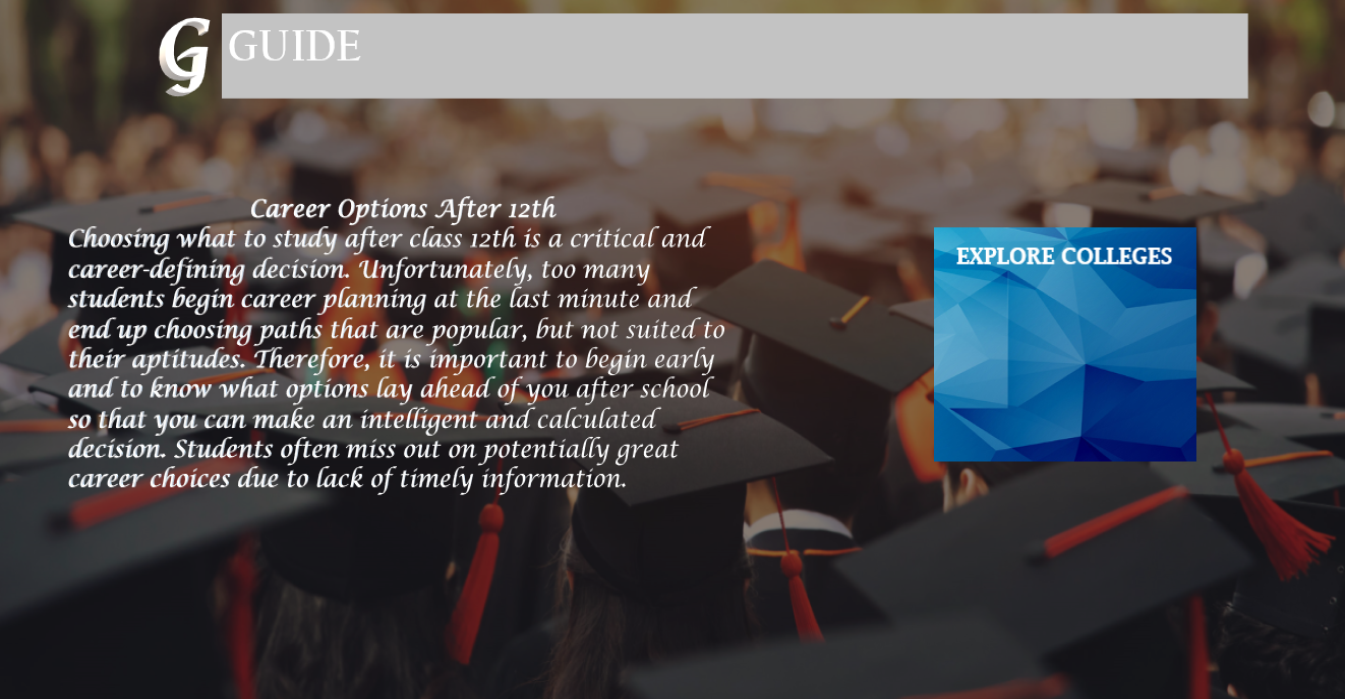 G GUIDE
Career Options After 12th
Choosing what to study after class 12th is a critical and
career-defining decision. Unfortunately, too many
students begin career planning at the last minute and
end up choosing paths that are popular, but not suited to
their aptitudes. Therefore, it is important to begin early
and to know what options lay ahead of you after school
so that you can make an intelligent and calculated
decision. Students often miss out on potentially great
career choices due to lack of timely information.
EXPLORE COLLEGES